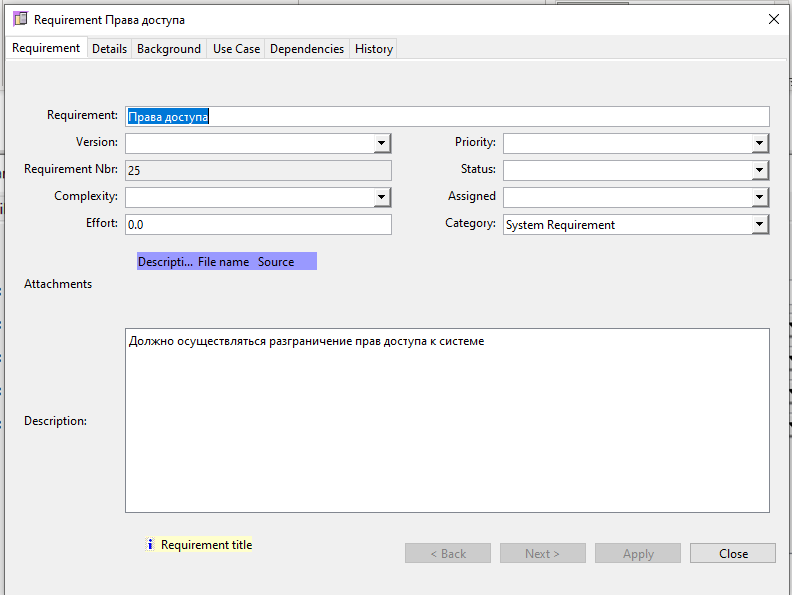 Requirement Права доступа
Requirement Details Background Use Case Dependencies History
Requirement: Права доступа
Version: Priority:
Requirement Nbr: 25 Status:
Complexity: Assigned
Effort: 0.0 Category: System Requirement
Descripti... File name Source
Attachments
Должно осуществляться разграничение прав доступа к системе
Description:
Requirement title
< Back Next > Apply Close